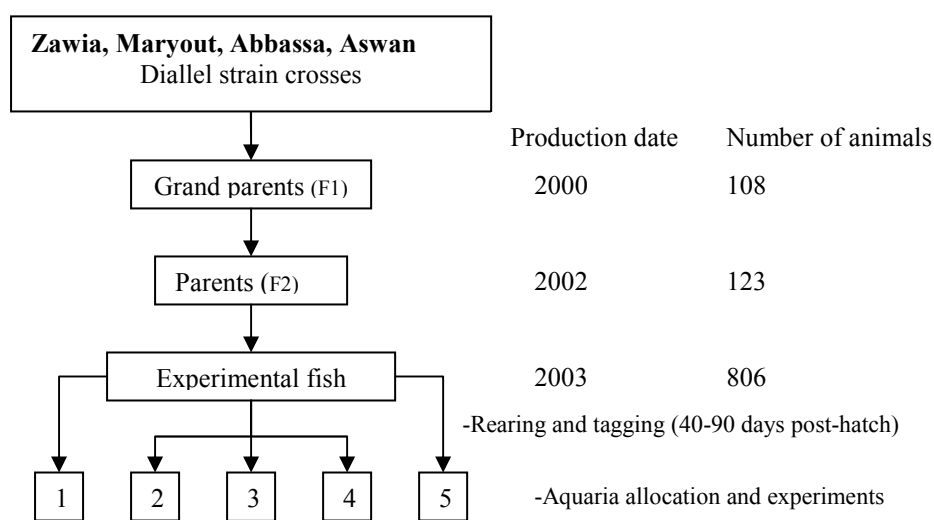 Zawia, Maryout, Abbassa, Aswan
Diallel strain crosses
Production date Number of animals
Grand parents (F1) 2000 108
Parents (F2) 2002 123
Experimental fish 2003 806
-Rearing and tagging (40-90 days post-hatch)
1 2 3 4 5 -Aquaria allocation and experiments